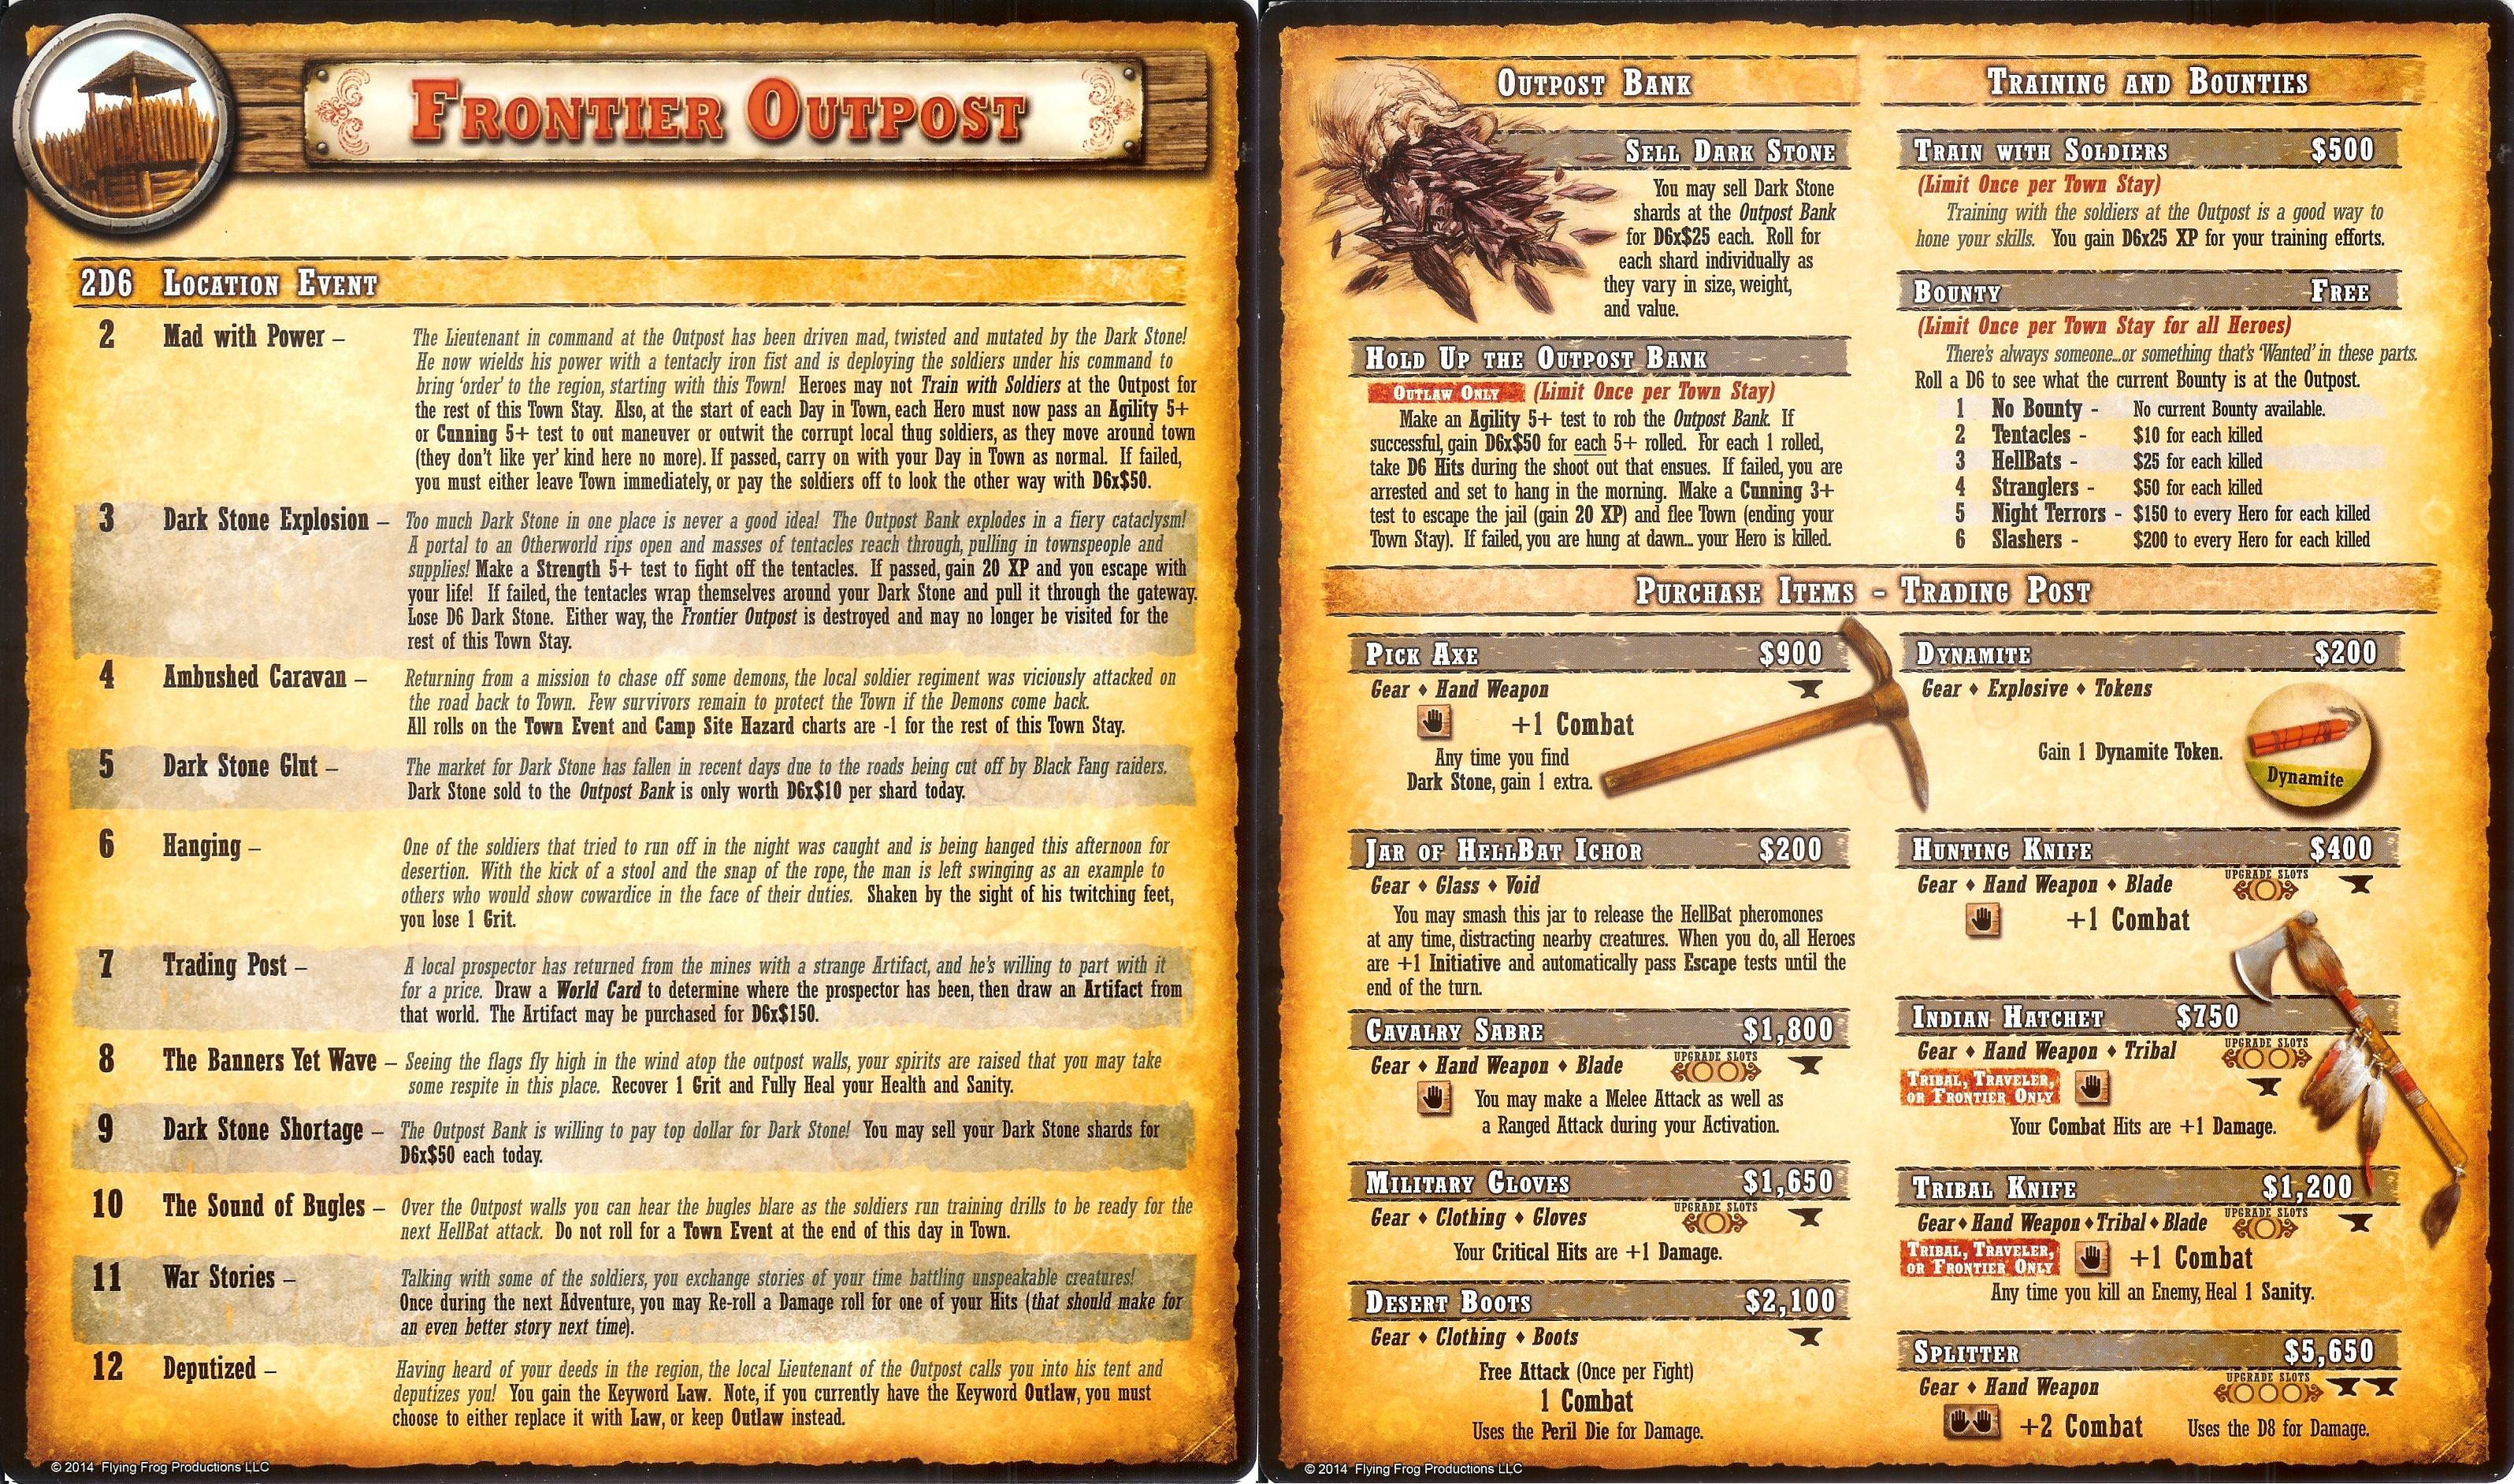 Frontier Outpost
2D6 Location Event
2 Mad with Power – The Lieutenant in command at the Outpost has been driven mad, twisted and mutated by the Dark Stone!
He now wields his power with a tentacly iron fist and is deploying the soldiers under his command to
bring 'order' to the region, starting with this Town! Heroes may not Train with Soldiers at the Outpost for
the rest of this Town Stay. Also, at the start of each Day in Town, each Hero must now pass an Agility 5+
or Cunning 5+ test to out maneuver or outwit the corrupt local thug soldiers, as they move around town
(they don't like yer' kind here no more). If passed, carry on with your Day in Town as normal. If failed,
you must either leave Town immediately, or pay the soldiers off to look the other way with D6x$50.
3 Dark Stone Explosion – Too much Dark Stone in one place is never a good idea! The Outpost Bank explodes in a fiery cataclysm!
A portal to an Otherworld rips open and masses of tentacles reach through, pulling in townspeople and
supplies! Make a Strength 5+ test to fight off the tentacles. If passed, gain 20 XP and you escape with
your life! If failed, the tentacles wrap themselves around your Dark Stone and pull it through the gateway.
Lose D6 Dark Stone. Either way, the Frontier Outpost is destroyed and may no longer be visited for the
rest of this Town Stay.
4 Ambushed Caravan – Returning from a mission to chase off some demons, the local soldier regiment was viciously attacked on
the road back to Town. Few survivors remain to protect the Town if the Demons come back.
All rolls on the Town Event and Camp Site Hazard charts are -1 for the rest of this Town Stay.
5 Dark Stone Glut – The market for Dark Stone has fallen in recent days due to the roads being cut off by Black Fang raiders.
Dark Stone sold to the Outpost Bank is only worth D6x$10 per shard today.
6 Hanging – One of the soldiers that tried to run off in the night was caught and is being hanged this afternoon for
desertion. With the kick of a stool and the snap of the rope, the man is left swinging as an example to
others who would show cowardice in the face of their duties. Shaken by the sight of his twitching feet,
you lose 1 Grit.
7 Trading Post – A local prospector has returned from the mines with a strange Artifact, and he's willing to part with it
for a price. Draw a World Card to determine where the prospector has been, then draw an Artifact from
that world. The Artifact may be purchased for D6x$150.
8 The Banners Yet Wave – Seeing the flags fly high in the wind atop the outpost walls, your spirits are raised that you may take
some respite in this place. Recover 1 Grit and Fully Heal your Health and Sanity.
9 Dark Stone Shortage – The Outpost Bank is willing to pay top dollar for Dark Stone! You may sell your Dark Stone shards for
D6x$50 each today.
10 The Sound of Bugles – Over the Outpost walls you can hear the bugles blare as the soldiers run training drills to be ready for the
next HellBat attack. Do not roll for a Town Event at the end of this day in Town.
11 War Stories – Talking with some of the soldiers, you exchange stories of your time battling unspeakable creatures!
Once during the next Adventure, you may Re-roll a Damage roll for one of your Hits (that should make for
an even better story next time).
12 Deputized – Having heard of your deeds in the region, the local Lieutenant of the Outpost calls you into his tent and
deputizes you! You gain the Keyword Law. Note, if you currently have the Keyword Outlaw, you must
choose to either replace it with Law, or keep Outlaw instead.
© 2014 Flying Frog Productions LLC
Outpost Bank
Sell Dark Stone
You may sell Dark Stone
shards at the Outpost Bank
for D6x$25 each. Roll for
each shard individually as
they vary in size, weight,
and value.
Hold Up the Outpost Bank
Outlaw Only (Limit Once per Town Stay)
Make an Agility 5+ test to rob the Outpost Bank. If
successful, gain D6x$50 for each 5+ rolled. For each 1 rolled,
take D6 Hits during the shoot out that ensues. If failed, you are
arrested and set to hang in the morning. Make a Cunning 3+
test to escape the jail (gain 20 XP) and flee Town (ending your
Town Stay). If failed, you are hung at dawn... your Hero is killed.
Training and Bounties
Train with Soldiers $500
(Limit Once per Town Stay)
Training with the soldiers at the Outpost is a good way to
hone your skills. You gain D6x25 XP for your training efforts.
Bounty Free
(Limit Once per Town Stay for all Heroes)
There's always someone...or something that's 'Wanted' in these parts.
Roll a D6 to see what the current Bounty is at the Outpost.
1 No Bounty - No current Bounty available.
2 Tentacles - $10 for each killed
3 HellBats - $25 for each killed
4 Stranglers - $50 for each killed
5 Night Terrors - $150 to every Hero for each killed
6 Slashers - $200 to every Hero for each killed
Purchase Items - Trading Post
Pick Axe $900
Gear ♦ Hand Weapon
+1 Combat
Any time you find
Dark Stone, gain 1 extra.
Dynamite $200
Gear ♦ Explosive ♦ Tokens
Gain 1 Dynamite Token.
Dynamite
Jar of HellBat Ichor $200
Gear ♦ Glass ♦ Void
You may smash this jar to release the HellBat pheromones
at any time, distracting nearby creatures. When you do, all Heroes
are +1 Initiative and automatically pass Escape tests until the
end of the turn.
Hunting Knife $400
Gear ♦ Hand Weapon ♦ Blade
Upgrade Slots
+1 Combat
Cavalry Sabre $1,800
Gear ♦ Hand Weapon ♦ Blade
Upgrade Slots
You may make a Melee Attack as well as
a Ranged Attack during your Activation.
Indian Hatchet $750
Gear ♦ Hand Weapon ♦ Tribal
Upgrade Slots
Tribal, Traveler,
or Frontier Only
Your Combat Hits are +1 Damage.
Military Gloves $1,650
Gear ♦ Clothing ♦ Gloves
Upgrade Slots
Your Critical Hits are +1 Damage.
Tribal Knife $1,200
Gear ♦ Hand Weapon ♦ Tribal ♦ Blade
Upgrade Slots
Tribal, Traveler,
or Frontier Only
+1 Combat
Any time you kill an Enemy, Heal 1 Sanity.
Desert Boots $2,100
Gear ♦ Clothing ♦ Boots
Free Attack (Once per Fight)
1 Combat
Uses the Peril Die for Damage.
Splitter $5,650
Gear ♦ Hand Weapon
Upgrade Slots
+2 Combat Uses the D8 for Damage.
© 2014 Flying Frog Productions LLC